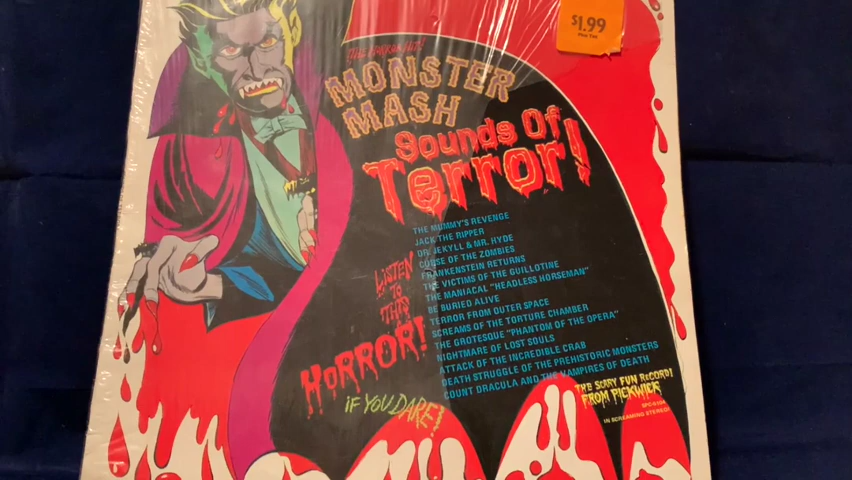 $1.99
MONSTER
MASH
Sounds Of
Terror!
THE MUMMY'S REVENGE
JACK THE RIPPER
DR. JEKYLL & MR. HYDE
CURSE OF THE ZOMBIES
FRANKENSTEIN RETURNS
THE VICTIMS OF THE GUILLOTINE
THE MANIACAL "HEADLESS HORSEMAN"
BE BURIED ALIVE
TERROR FROM OUTER SPACE
SCREAMS OF THE TORTURE CHAMBER
THE GROTESQUE "PHANTOM OF THE OPERA"
NIGHTMARE OF LOST SOULS
ATTACK OF THE INCREDIBLE CRAB
DEATH STRUGGLE OF THE PREHISTORIC MONSTERS
COUNT DRACULA AND THE VAMPIRES OF DEATH
LISTEN
TO
THIS
HORROR!
iF YOU DARE!
THE SCARY FUN RECORD!
FROM PICKWICK
IN SCREAMING STEREO!